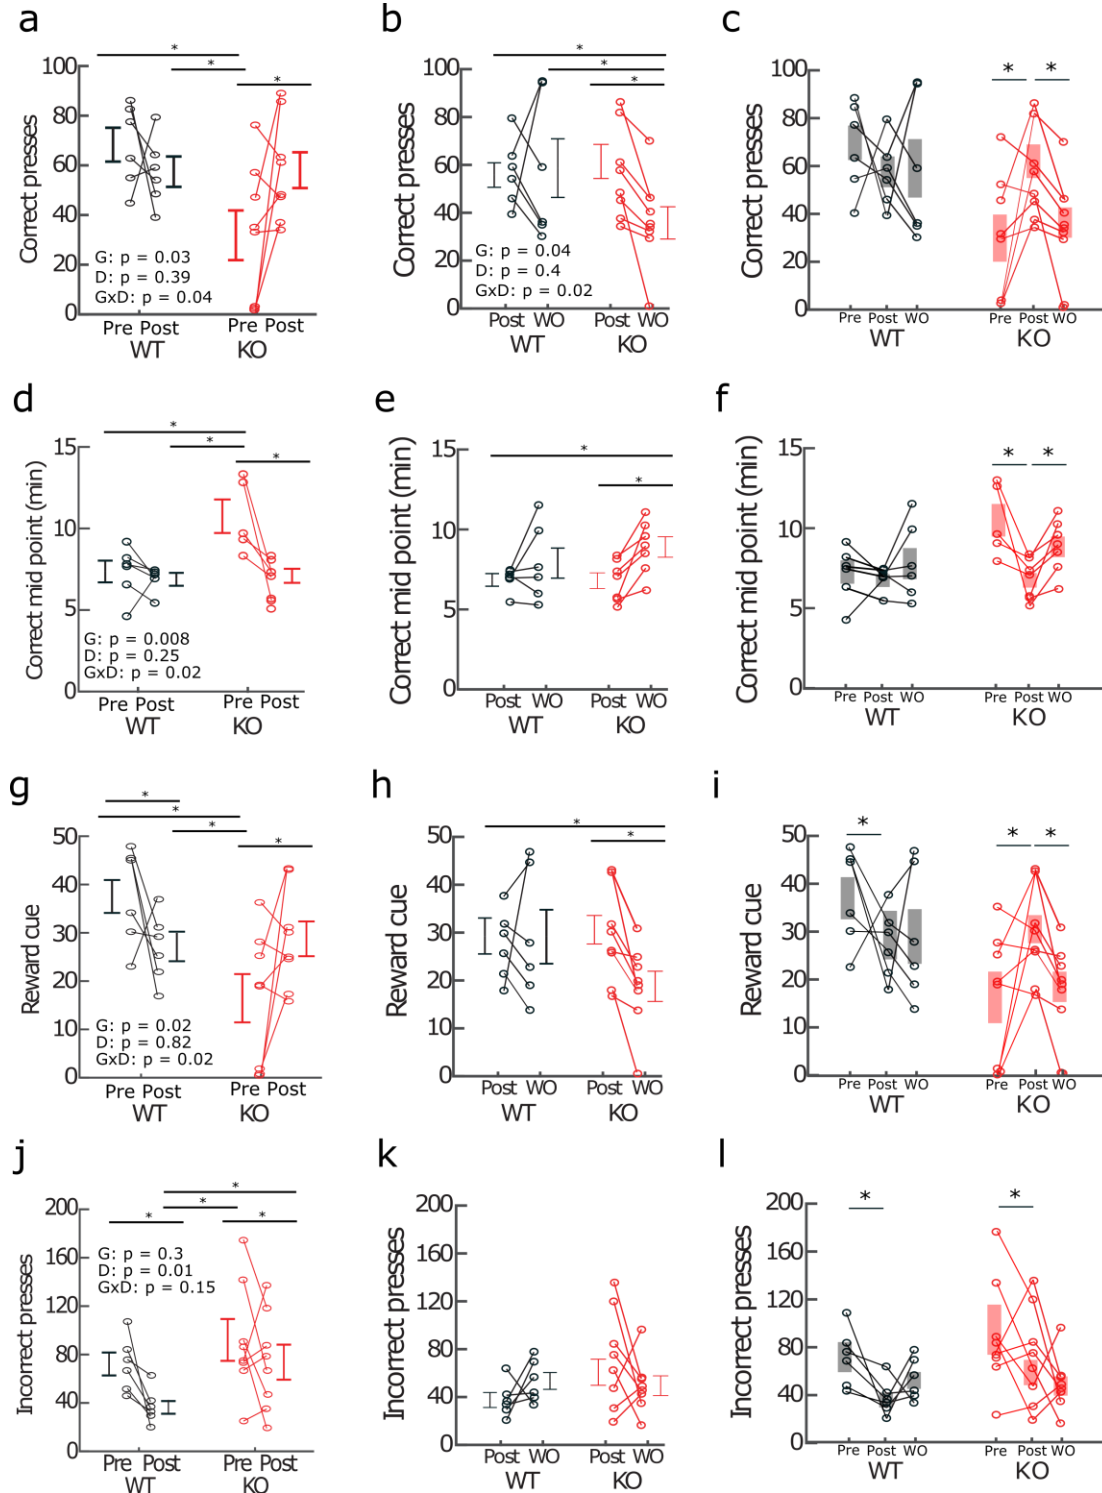 a
*
*
*
100
80
60
40
20
0
Correct presses
G: p = 0.03
D: p = 0.39
GxD: p = 0.04
Pre Post
Pre Post
WT
KO
b
*
*
*
100
80
60
40
20
0
Correct presses
G: p = 0.04
D: p = 0.4
GxD: p = 0.02
Post WO
Post WO
WT
KO
c
*
*
100
80
60
40
20
0
Correct presses
Pre Post WO
Pre Post WO
WT
KO
d
*
*
*
15
10
5
0
Correct mid point (min)
G: p = 0.008
D: p = 0.25
GxD: p = 0.02
Pre Post
Pre Post
WT
KO
e
*
*
15
10
5
0
Correct mid point (min)
Post WO
Post WO
WT
KO
f
*
*
15
10
5
0
Correct mid point (min)
Pre Post WO
Pre Post WO
WT
KO
g
*
*
*
*
50
40
30
20
10
0
Reward cue
G: p = 0.02
D: p = 0.82
GxD: p = 0.02
Pre Post
Pre Post
WT
KO
h
*
*
50
40
30
20
10
0
Reward cue
Post WO
Post WO
WT
KO
i
*
*
*
50
40
30
20
10
0
Reward cue
Pre Post WO
Pre Post WO
WT
KO
j
*
*
*
*
200
160
120
80
40
0
Incorrect presses
G: p = 0.3
D: p = 0.01
GxD: p = 0.15
Pre Post
Pre Post
WT
KO
k
200
160
120
80
40
0
Incorrect presses
Post WO
Post WO
WT
KO
l
*
*
200
160
120
80
40
0
Incorrect presses
Pre Post WO
Pre Post WO
WT
KO